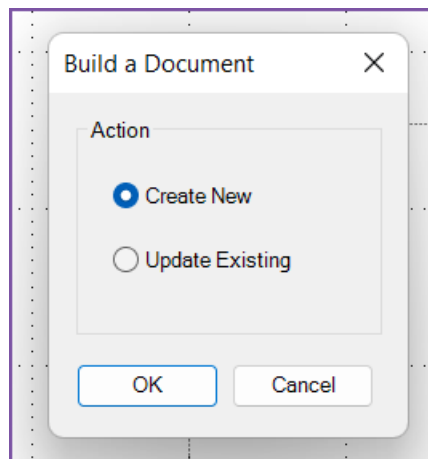 Build a Document
Action
Create New
Update Existing
OK
Cancel